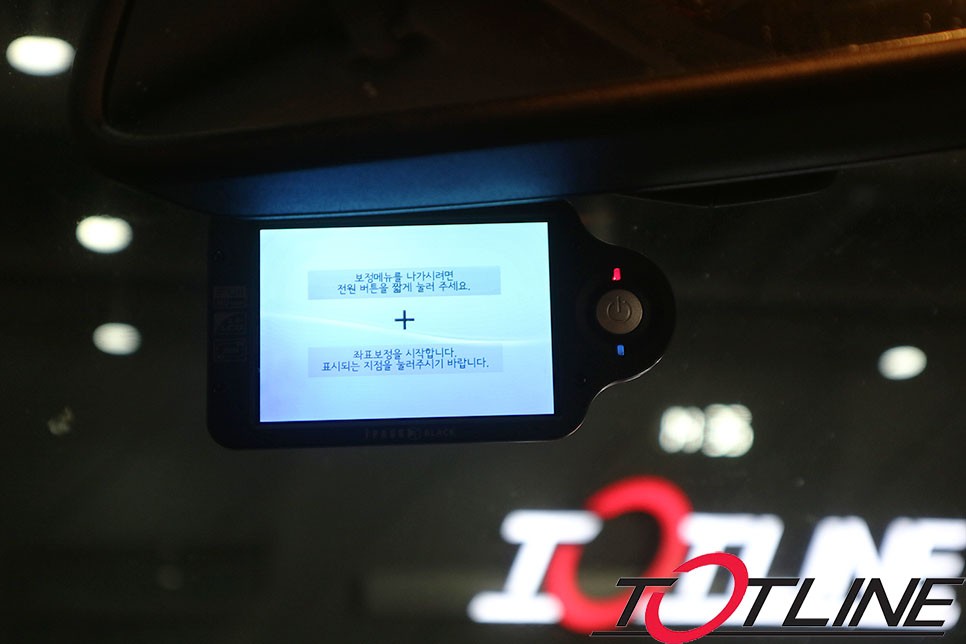 보정메뉴를 나가시려면
전원 버튼을 짧게 눌러 주세요.
+
좌표보정을 시작합니다.
표시되는 지점을 눌러주시기 바랍니다.
BLACK
TOTLINE